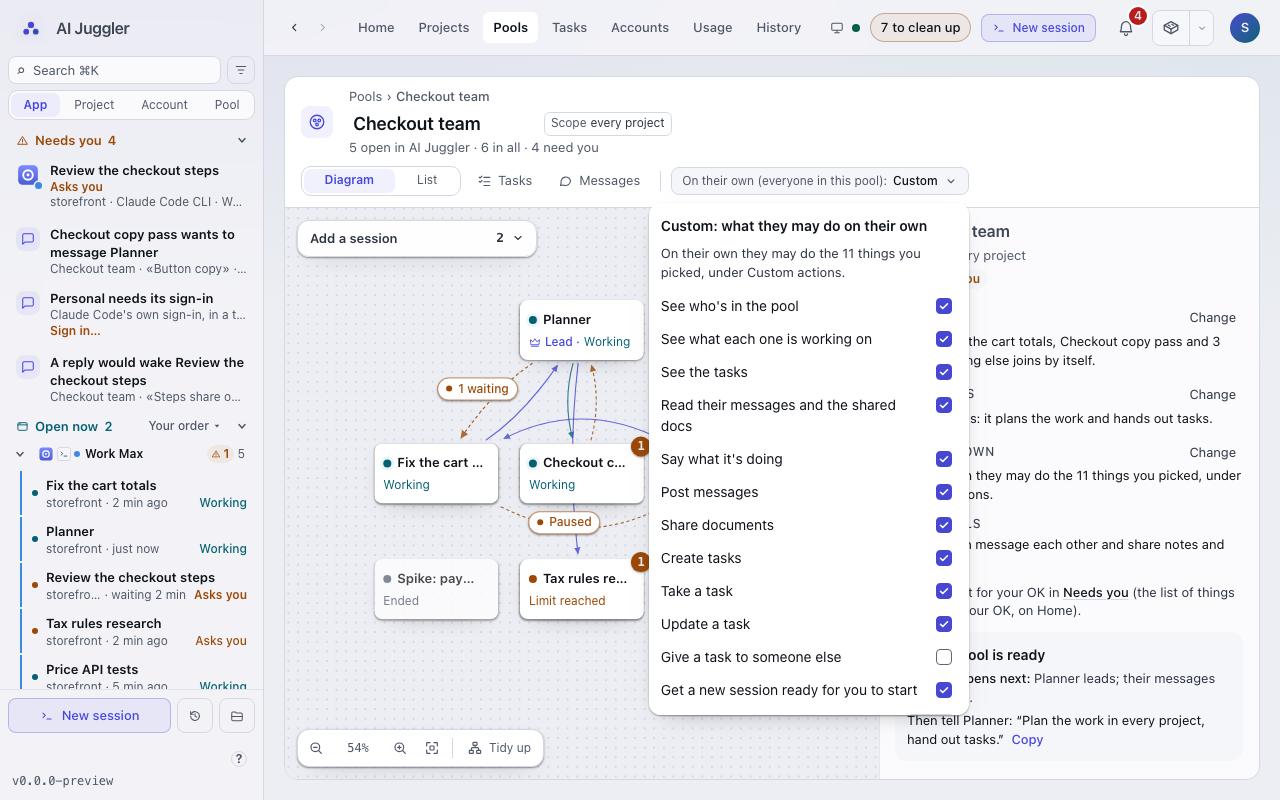 AI Juggler
Search ⌘K
App Project Account Pool
Needs you 4
Review the checkout steps
Asks you
storefront · Claude Code CLI · W...
Checkout copy pass wants to
message Planner
Checkout team · «Button copy» ·...
Personal needs its sign-in
Claude Code's own sign-in, in a t...
Sign in...
A reply would wake Review the
checkout steps
Checkout team · «Steps share o...
Open now 2 Your order
Work Max 1 5
Fix the cart totals
storefront · 2 min ago Working
Planner
storefront · just now Working
Review the checkout steps
storefro... · waiting 2 min Asks you
Tax rules research
storefront · 2 min ago Asks you
Price API tests
storefront · 5 min ago Working
New session
?
v0.0.0-preview
Home Projects Pools Tasks Accounts Usage History
7 to clean up
New session
4
S
Pools › Checkout team
Checkout team
Scope every project
5 open in AI Juggler · 6 in all · 4 need you
Diagram List Tasks Messages
On their own (everyone in this pool): Custom
Add a session 2
Planner
Lead · Working
1 waiting
Fix the cart ...
Working
1
Checkout c...
Working
Paused
Spike: pay...
Ended
1
Tax rules re...
Limit reached
54%
Tidy up
Custom: what they may do on their own
On their own they may do the 11 things you
picked, under Custom actions.
See who's in the pool
See what each one is working on
See the tasks
Read their messages and the shared
docs
Say what it's doing
Post messages
Share documents
Create tasks
Take a task
Update a task
Give a task to someone else
Get a new session ready for you to start
team
project
Change
the cart totals, Checkout copy pass and 3
else joins by itself.
Change
: it plans the work and hands out tasks.
Change
they may do the 11 things you picked, under
message each other and share notes and
for your OK in Needs you (the list of things
OK, on Home).
is ready
next: Planner leads; their messages
Then tell Planner: “Plan the work in every project,
hand out tasks.” Copy